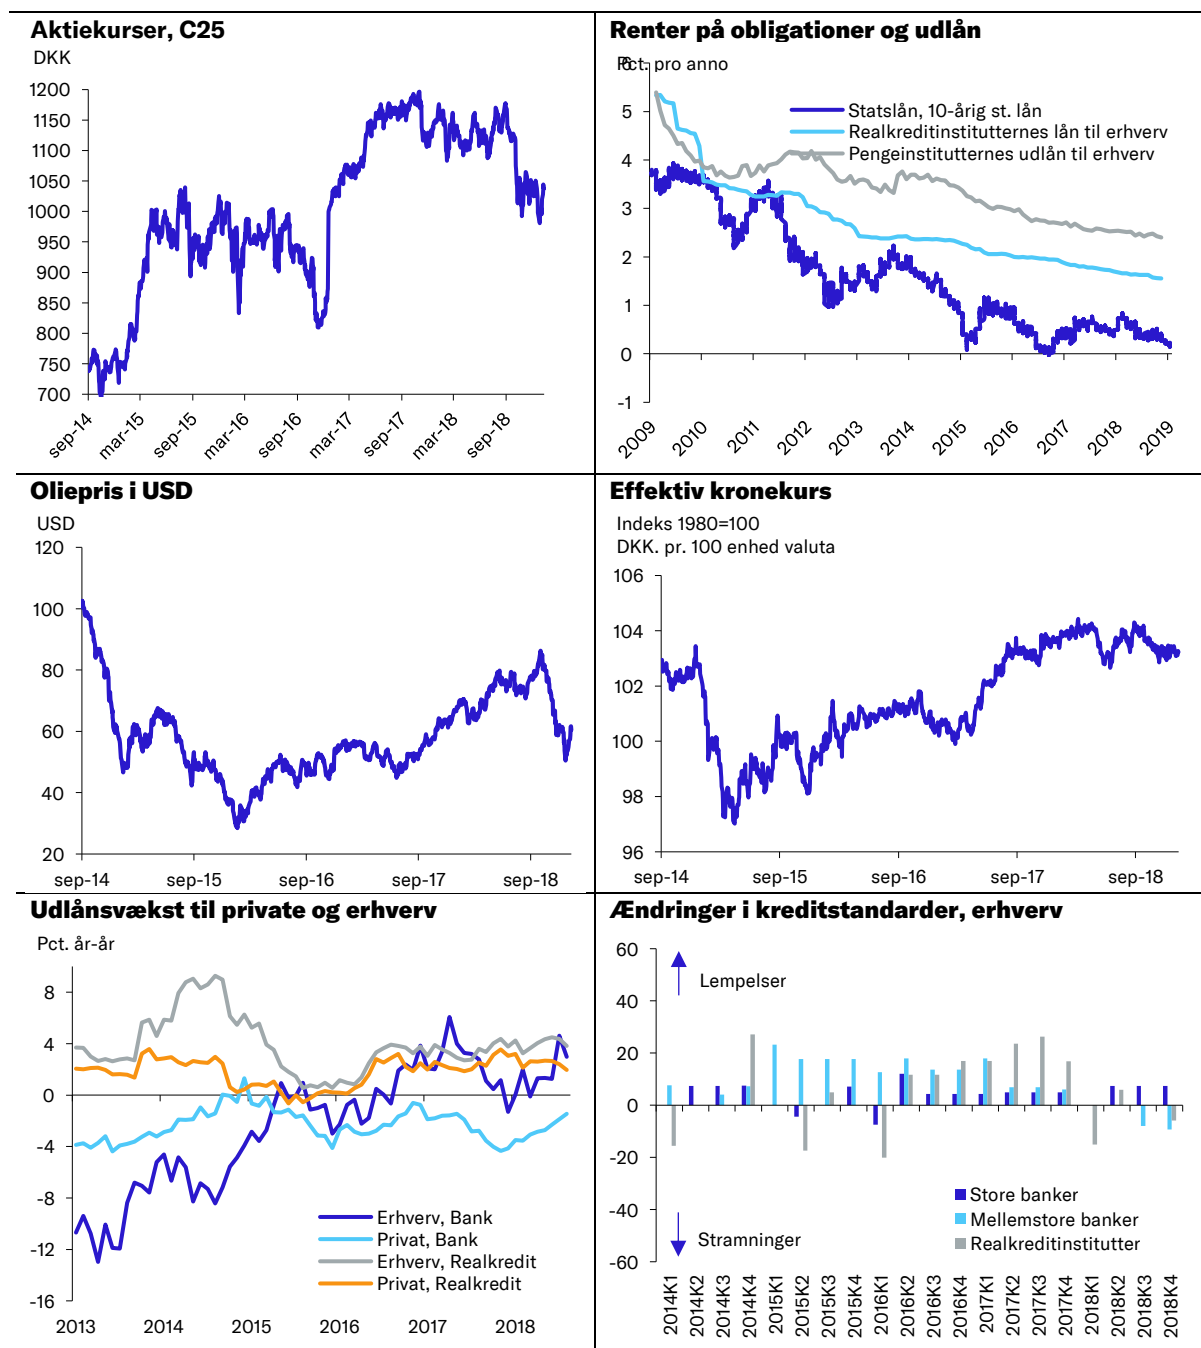 Aktiekurser, C25
DKK
1200
1150
1100
1050
1000
950
900
850
800
750
700
sep-14
mar-15
sep-15
mar-16
sep-16
mar-17
sep-17
mar-18
sep-18
Renter på obligationer og udlån
Pct. pro anno
6
5
4
3
2
1
0
-1
Statslån, 10-årig st. lån
Realkreditinstitutternes lån til erhverv
Pengeinstitutternes udlån til erhverv
2009
2010
2011
2012
2013
2014
2015
2016
2017
2018
2019
Oliepris i USD
USD
120
100
80
60
40
20
sep-14
sep-15
sep-16
sep-17
sep-18
Effektiv kronekurs
Indeks 1980=100
DKK. pr. 100 enhed valuta
106
104
102
100
98
96
sep-14
sep-15
sep-16
sep-17
sep-18
Udlånsvækst til private og erhverv
Pct. år-år
8
4
0
-4
-8
-12
-16
Erhverv, Bank
Privat, Bank
Erhverv, Realkredit
Privat, Realkredit
2013
2014
2015
2016
2017
2018
Ændringer i kreditstandarder, erhverv
60
40
20
0
-20
-40
-60
Lempelser
Stramninger
Store banker
Mellemstore banker
Realkreditinstitutter
2014K1
2014K2
2014K3
2014K4
2015K1
2015K2
2015K3
2015K4
2016K1
2016K2
2016K3
2016K4
2017K1
2017K2
2017K3
2017K4
2018K1
2018K2
2018K3
2018K4